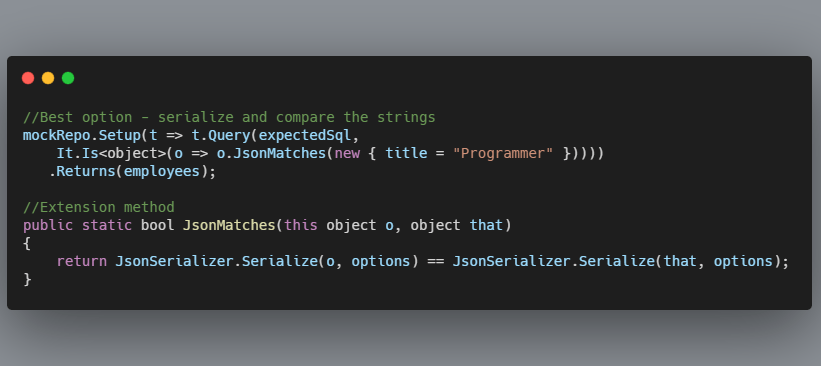 //Best option - serialize and compare the strings
mockRepo.Setup(t => t.Query(expectedSql,
    It.Is<object>(o => o.JsonMatches(new { title = "Programmer" }))))
   .Returns(employees);

//Extension method
public static bool JsonMatches(this object o, object that)
{
    return JsonSerializer.Serialize(o, options) == JsonSerializer.Serialize(that, options);
}